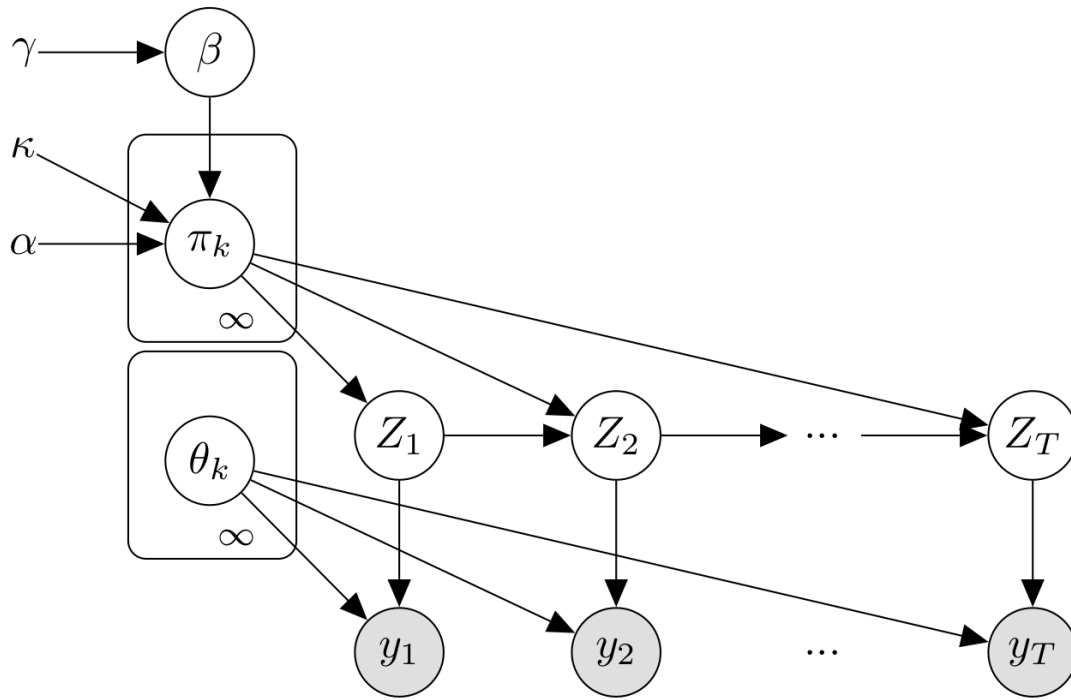 γ β
κ
α π_k
∞
Z_1 Z_2 ... Z_T
θ_k
∞
y_1 y_2 ... y_T